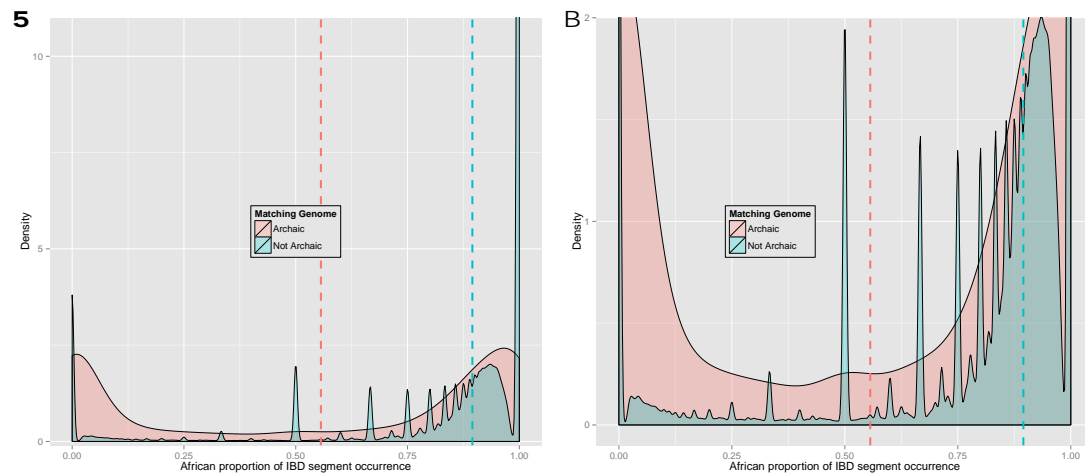 5
10
5
0
Density
Matching Genome
Archaic
Not Archaic
0.00 0.25 0.50 0.75 1.00
African proportion of IBD segment occurrence
B
2
1
0
Density
Matching Genome
Archaic
Not Archaic
0.00 0.25 0.50 0.75 1.00
African proportion of IBD segment occurrence